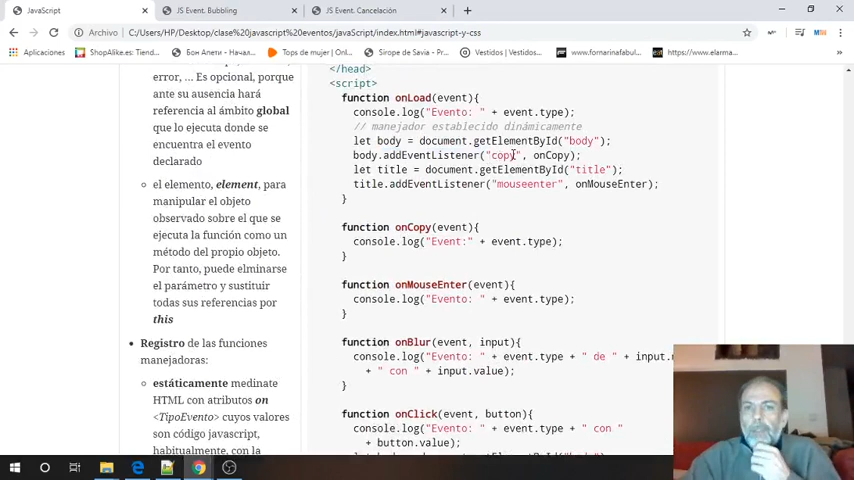 JavaScript
JS Event. Bubbling
JS Event. Cancelación
Archivo | C:/Users/HP/Desktop/clase%20javascript%20eventos/javaScript/index.html#javascript-y-css
Aplicaciones
ShopAlike.es: Tiend...
Бон Апети - Начал...
Tops de mujer | Onl...
Sirope de Savia - Pr...
Vestidos | Vestidos...
www.fornarinafabul...
https://www.elarma...
error, ... Es opcional, porque
ante su ausencia hará
referencia al ámbito global
que lo ejecuta donde se
encuentra el evento
declarado
el elemento, element, para
manipular el objeto
observado sobre el que se
ejecuta la función como un
método del propio objeto.
Por tanto, puede elminarse
el parámetro y sustituir
todas sus referencias por
this
Registro de las funciones
manejadoras:
estáticamente medinate
HTML con atributos on
<TipoEvento> cuyos valores
son código javascript,
habitualmente, con la
</head>
<script>
function onLoad(event){
console.log("Evento: " + event.type);
// manejador establecido dinámicamente
let body = document.getElementById("body");
body.addEventListener("copy", onCopy);
let title = document.getElementById("title");
title.addEventListener("mouseenter", onMouseEnter);
}
function onCopy(event){
console.log("Event:" + event.type);
}
function onMouseEnter(event){
console.log("Evento: " + event.type);
}
function onBlur(event, input){
console.log("Evento: " + event.type + " de " + input.n
+ " con " + input.value);
}
function onClick(event, button){
console.log("Evento: " + event.type + " con "
+ button.value);